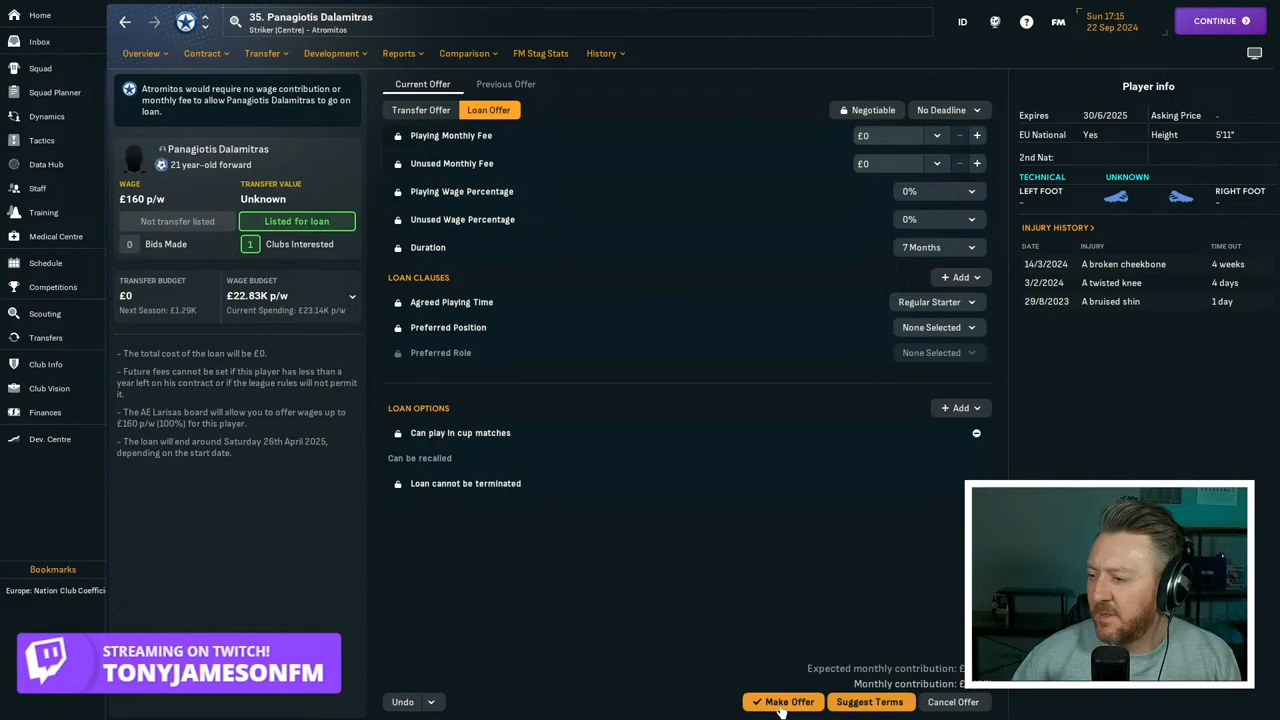 Home
Inbox
Squad
Squad Planner
Dynamics
Tactics
Data Hub
Staff
Training
Medical Centre
Schedule
Competitions
Scouting
Transfers
Club Info
Club Vision
Finances
Dev. Centre
Bookmarks
Europe: Nation Club Coeffici
35. Panagiotis Dalamitras
Striker (Centre) - Atromitos
ID
FM
Sun 17:15
22 Sep 2024
CONTINUE
Overview
Contract
Transfer
Development
Reports
Comparison
FM Stag Stats
History
Atromitos would require no wage contribution or
monthly fee to allow Panagiotis Dalamitras to go on
loan.
Panagiotis Dalamitras
21 year-old forward
WAGE TRANSFER VALUE
£160 p/w Unknown
Not transfer listed Listed for loan
0 Bids Made 1 Clubs Interested
TRANSFER BUDGET WAGE BUDGET
£0 £22.83K p/w
Next Season: £1.29K Current Spending: £23.14K p/w
- The total cost of the loan will be £0.
- Future fees cannot be set if this player has less than a
year left on his contract or if the league rules will not permit
it.
- The AE Larisas board will allow you to offer wages up to
£160 p/w (100%) for this player.
- The loan will end around Saturday 26th April 2025,
depending on the start date.
Current Offer Previous Offer
Transfer Offer Loan Offer Negotiable No Deadline
Playing Monthly Fee £0
Unused Monthly Fee £0
Playing Wage Percentage 0%
Unused Wage Percentage 0%
Duration 7 Months
LOAN CLAUSES + Add
Agreed Playing Time Regular Starter
Preferred Position None Selected
Preferred Role None Selected
LOAN OPTIONS + Add
Can play in cup matches
Can be recalled
Loan cannot be terminated
Expected monthly contribution: £
Monthly contribution: £
Undo Make Offer Suggest Terms Cancel Offer
Player info
Expires 30/6/2025 Asking Price -
EU National Yes Height 5'11"
2nd Nat:
TECHNICAL UNKNOWN
LEFT FOOT RIGHT FOOT
- -
INJURY HISTORY >
DATE INJURY TIME OUT
14/3/2024 A broken cheekbone 4 weeks
3/2/2024 A twisted knee 4 days
29/8/2023 A bruised shin 1 day
STREAMING ON TWITCH!
TONYJAMESONFM